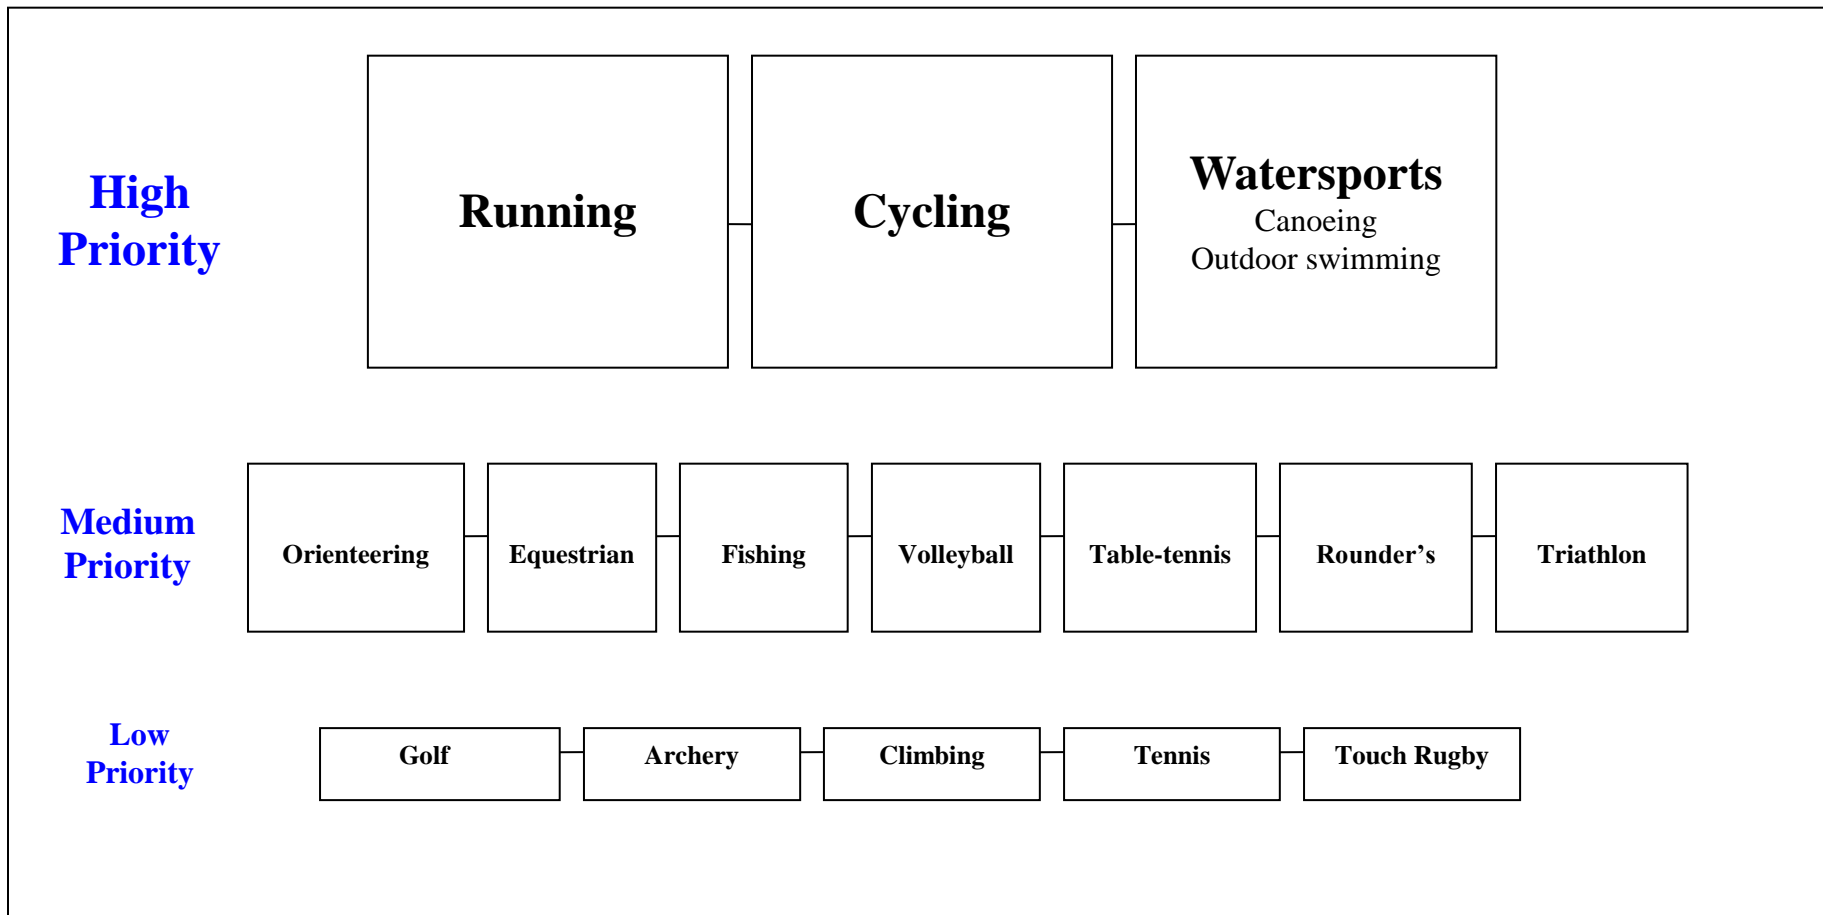 High
Priority
Running
Cycling
Watersports
Canoeing
Outdoor swimming
Medium
Priority
Orienteering
Equestrian
Fishing
Volleyball
Table-tennis
Rounder’s
Triathlon
Low
Priority
Golf
Archery
Climbing
Tennis
Touch Rugby